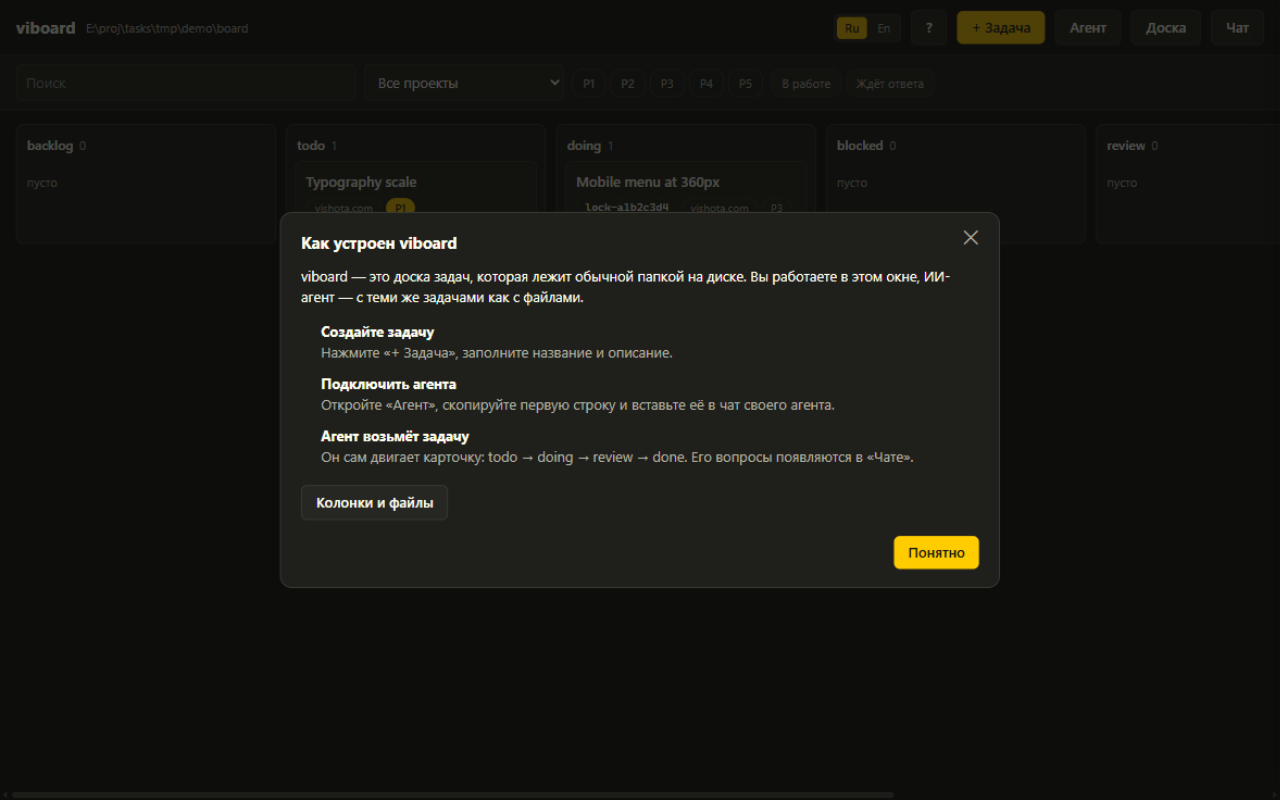 viboard E:\proj\tasks\tmp\demo\board Ru En ? + Задача Агент Доска Чат
Поиск Все проекты P1 P2 P3 P4 P5 В работе Ждёт ответа
backlog 0 todo 1 doing 1 blocked 0 review 0
пусто Typography scale Mobile menu at 360px пусто пусто
vishota.com P1 lock-a1b2c3d4 vishota.com P3
Как устроен viboard
viboard — это доска задач, которая лежит обычной папкой на диске. Вы работаете в этом окне, ИИ-
агент — с теми же задачами как с файлами.
Создайте задачу
Нажмите «+ Задача», заполните название и описание.
Подключить агента
Откройте «Агент», скопируйте первую строку и вставьте её в чат своего агента.
Агент возьмёт задачу
Он сам двигает карточку: todo → doing → review → done. Его вопросы появляются в «Чате».
Колонки и файлы
Понятно